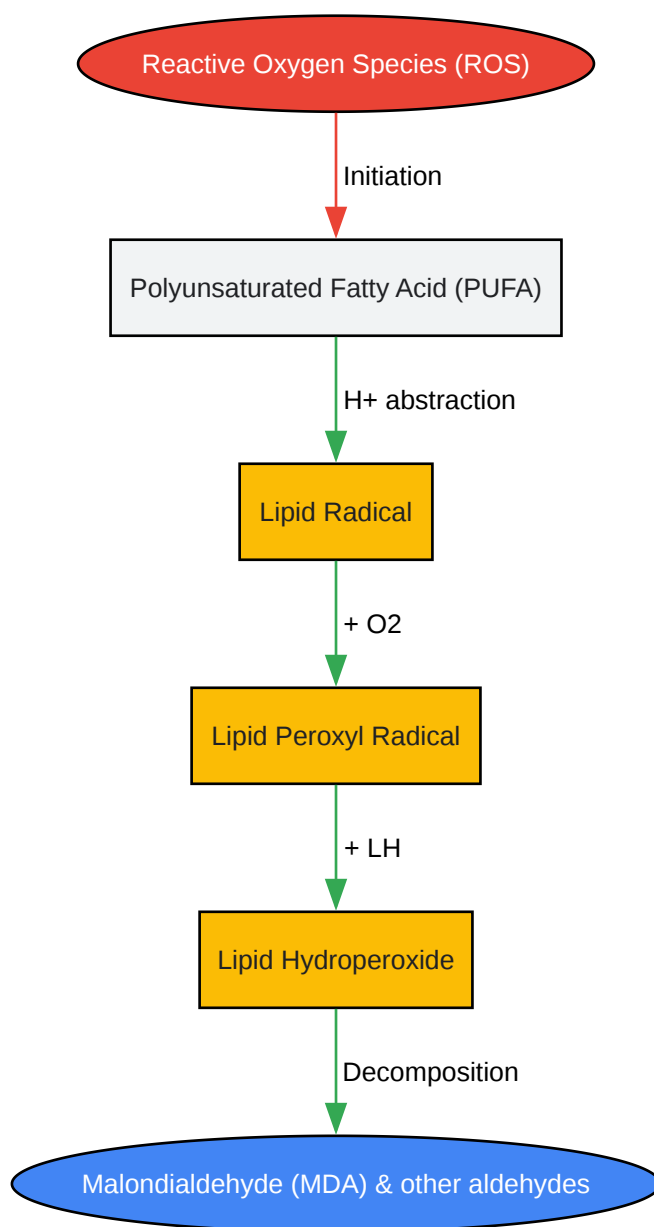 Reactive Oxygen Species (ROS)
Initiation
Polyunsaturated Fatty Acid (PUFA)
H+ abstraction
Lipid Radical
+ O2
Lipid Peroxyl Radical
+ LH
Lipid Hydroperoxide
Decomposition
Malondialdehyde (MDA) & other aldehydes